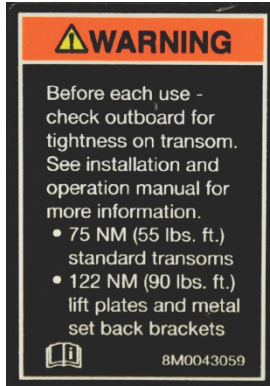 WARNING
Before each use -
check outboard for
tightness on transom.
See installation and
operation manual for
more information.
• 75 NM (55 lbs. ft.)
standard transoms
• 122 NM (90 lbs. ft.)
lift plates and metal
set back brackets
8M0043059